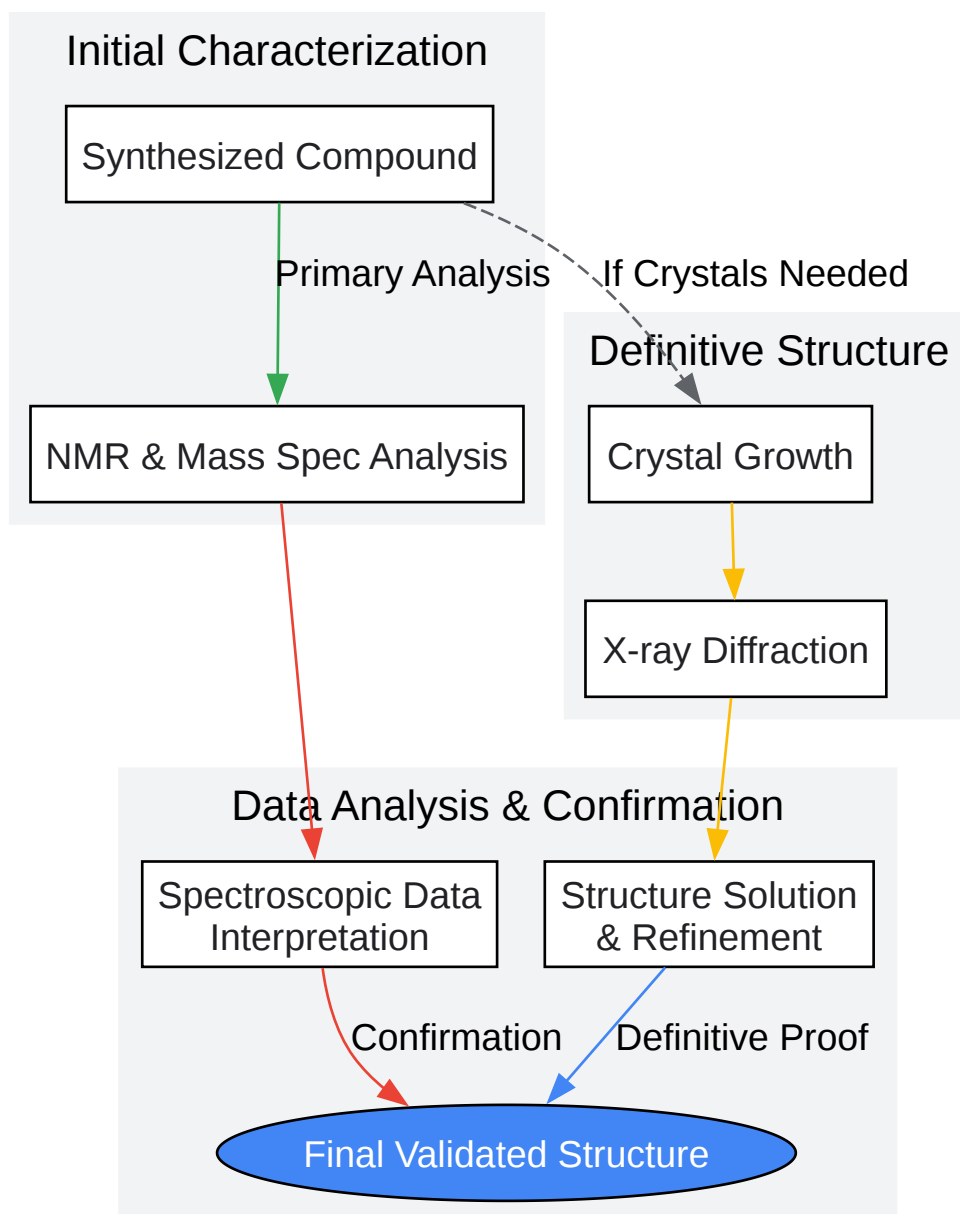 Initial Characterization
Synthesized Compound
Primary Analysis
If Crystals Needed
Definitive Structure
NMR & Mass Spec Analysis
Crystal Growth
X-ray Diffraction
Data Analysis & Confirmation
Spectroscopic Data
Interpretation
Structure Solution
& Refinement
Confirmation
Definitive Proof
Final Validated Structure